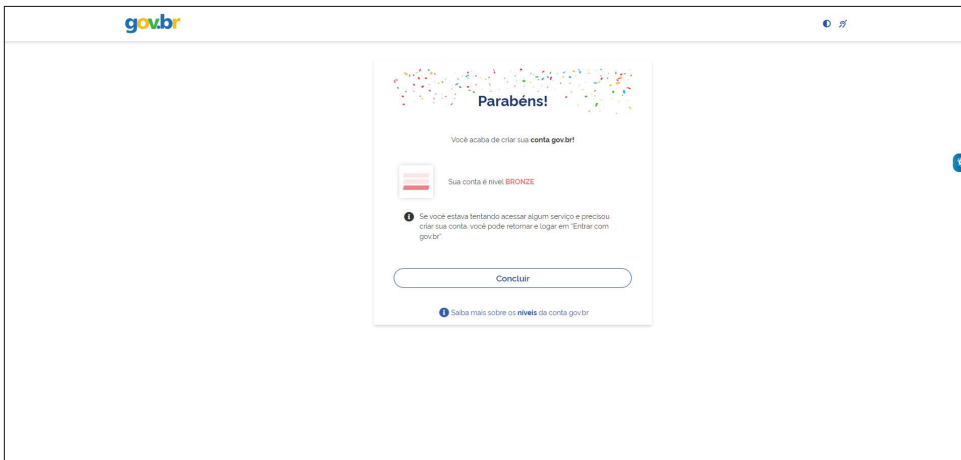 gov.br
Parabéns!
Você acaba de criar sua conta gov.br!
Sua conta é nível BRONZE
Se você estava tentando acessar algum serviço e precisou
criar sua conta, você pode retornar e logar em "Entrar com
gov.br".
Concluir
Saiba mais sobre os níveis da conta gov.br